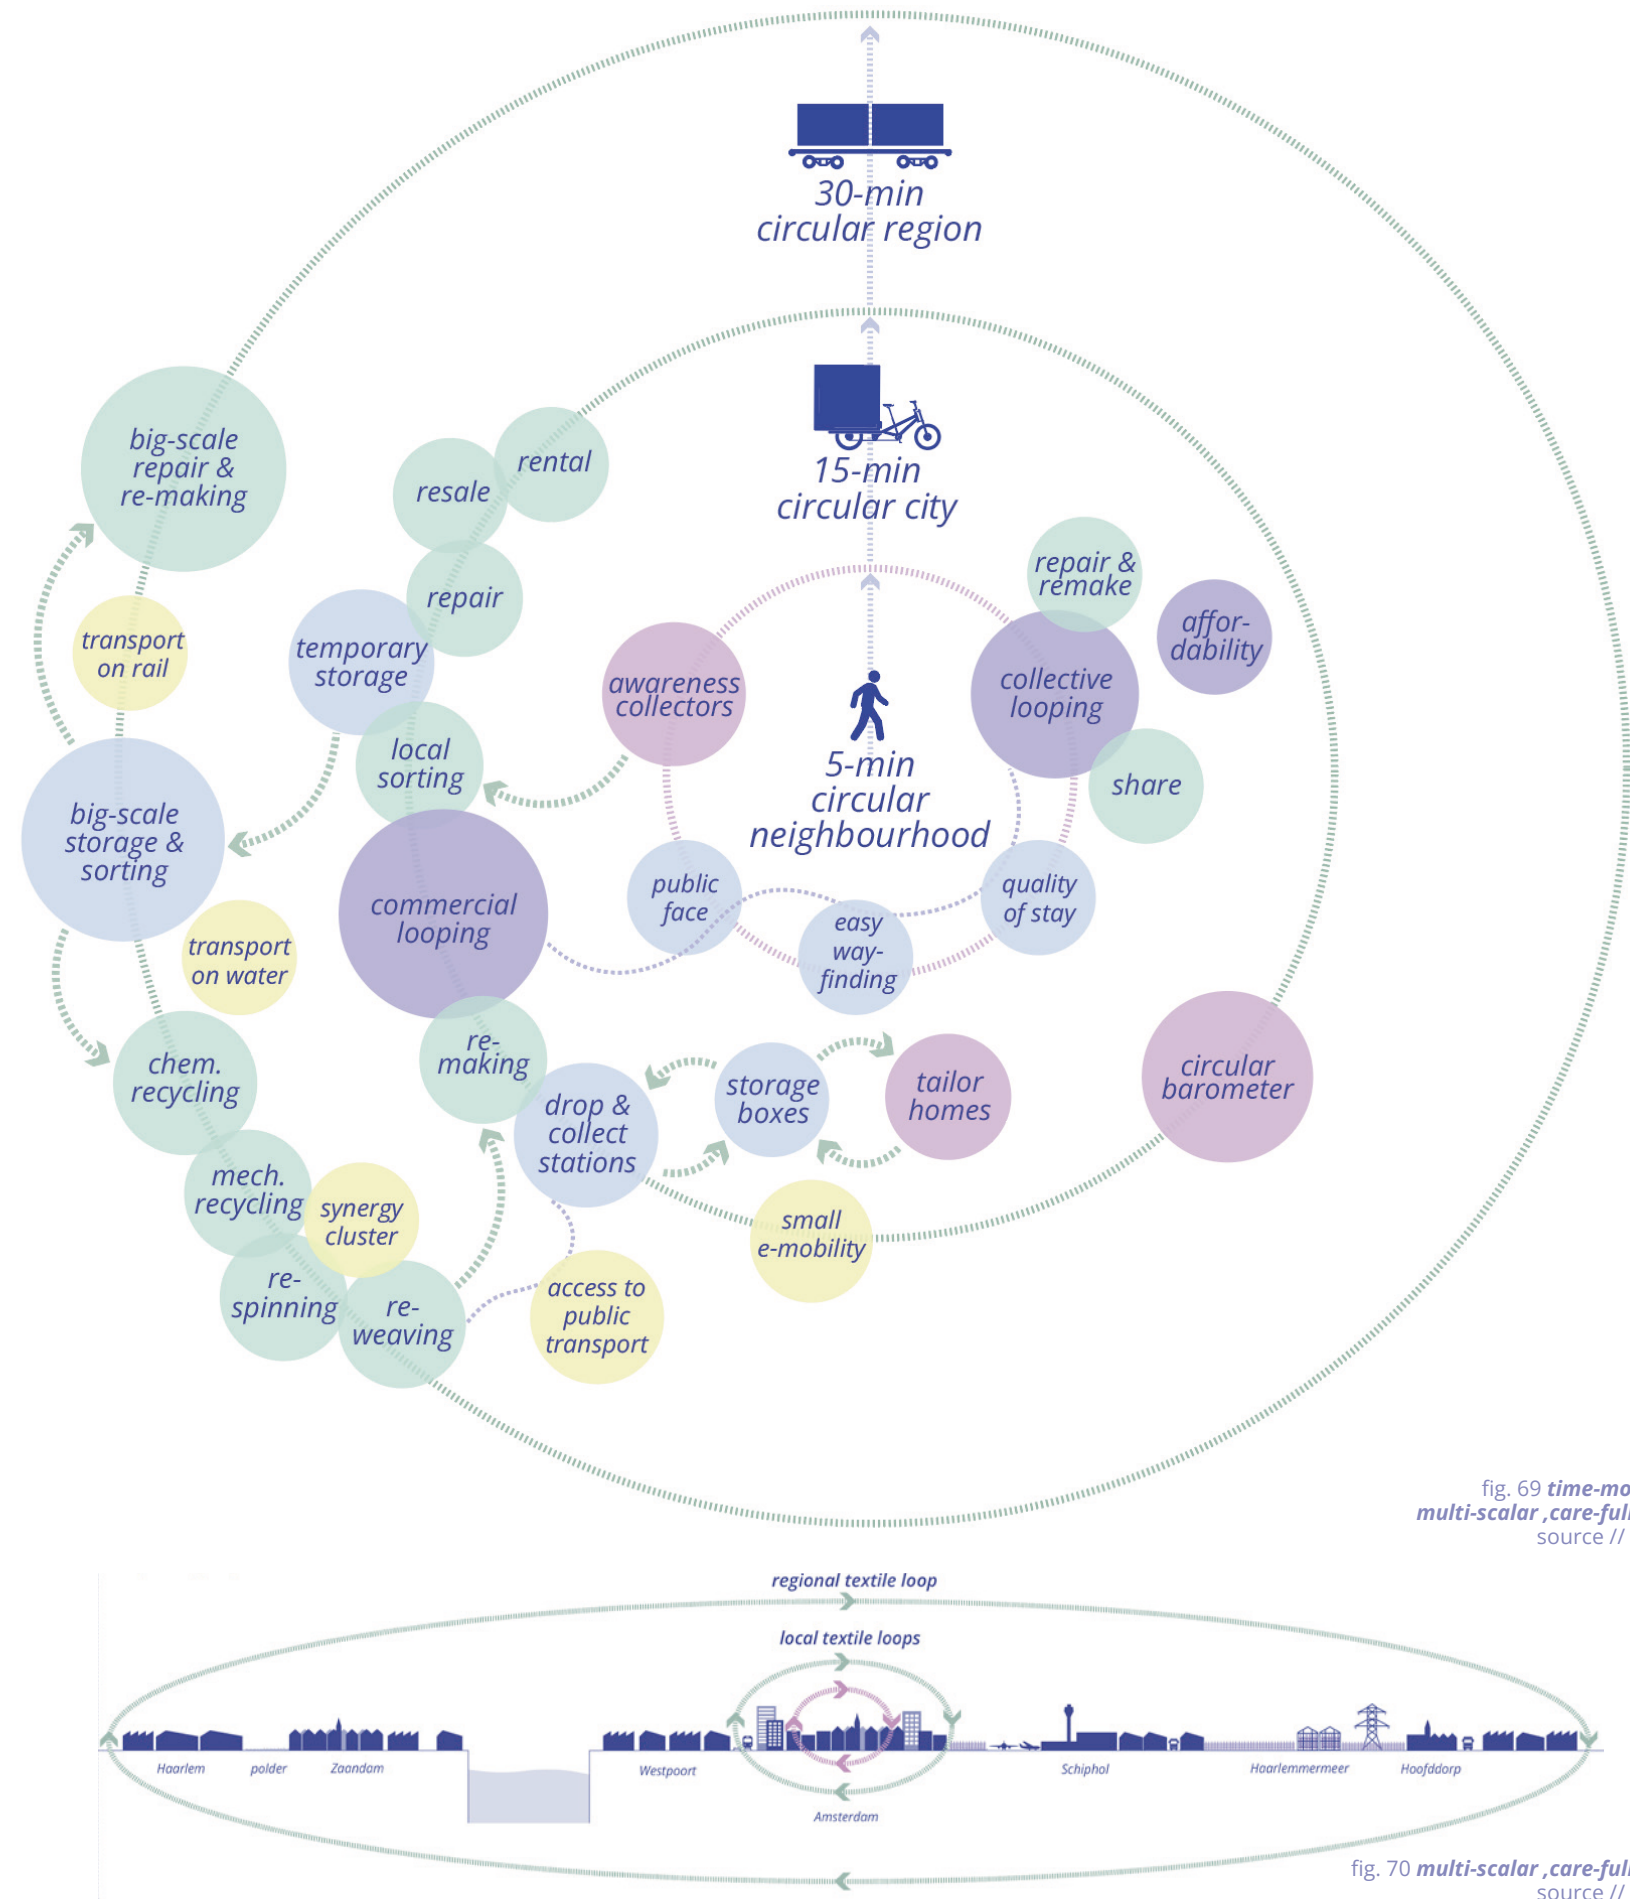 30-min
circular region
15-min
circular city
5-min
circular
neighbourhood
big-scale
repair &
re-making
rental
resale
repair
transport
on rail
temporary
storage
local
sorting
awareness
collectors
repair &
remake
affor-
dability
collective
looping
share
big-scale
storage &
sorting
commercial
looping
public
face
easy
way-
finding
quality
of stay
transport
on water
chem.
recycling
re-
making
drop &
collect
stations
storage
boxes
tailor
homes
circular
barometer
mech.
recycling
synergy
cluster
re-
spinning
re-
weaving
access to
public
transport
small
e-mobility
fig. 69 time-mo
multi-scalar ,care-full
source //
regional textile loop
local textile loops
Haarlem
polder
Zaandam
Westpoort
Amsterdam
Schiphol
Haarlemmermeer
Hoofddorp
fig. 70 multi-scalar ,care-full
source //